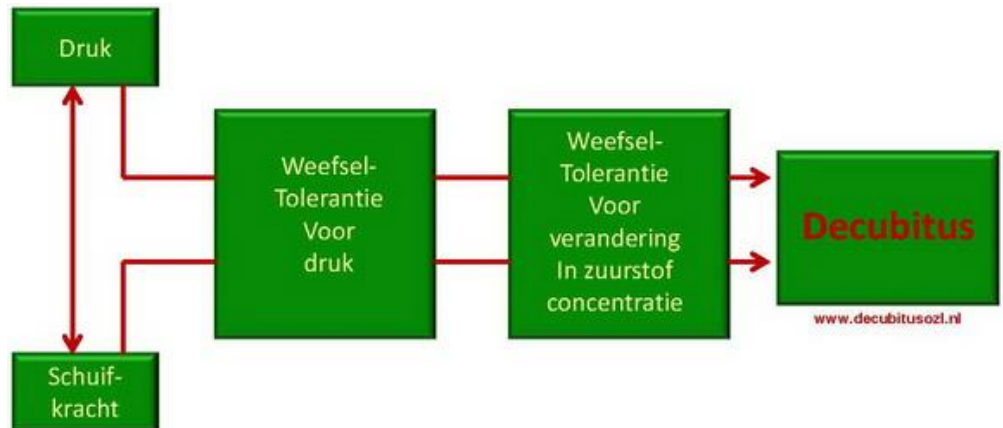 Druk
Weefsel-
Tolerantie
Voor
druk
Weefsel-
Tolerantie
Voor
verandering
In zuurstof
concentratie
Decubitus
www.decubitusozl.nl
Schuif-
kracht